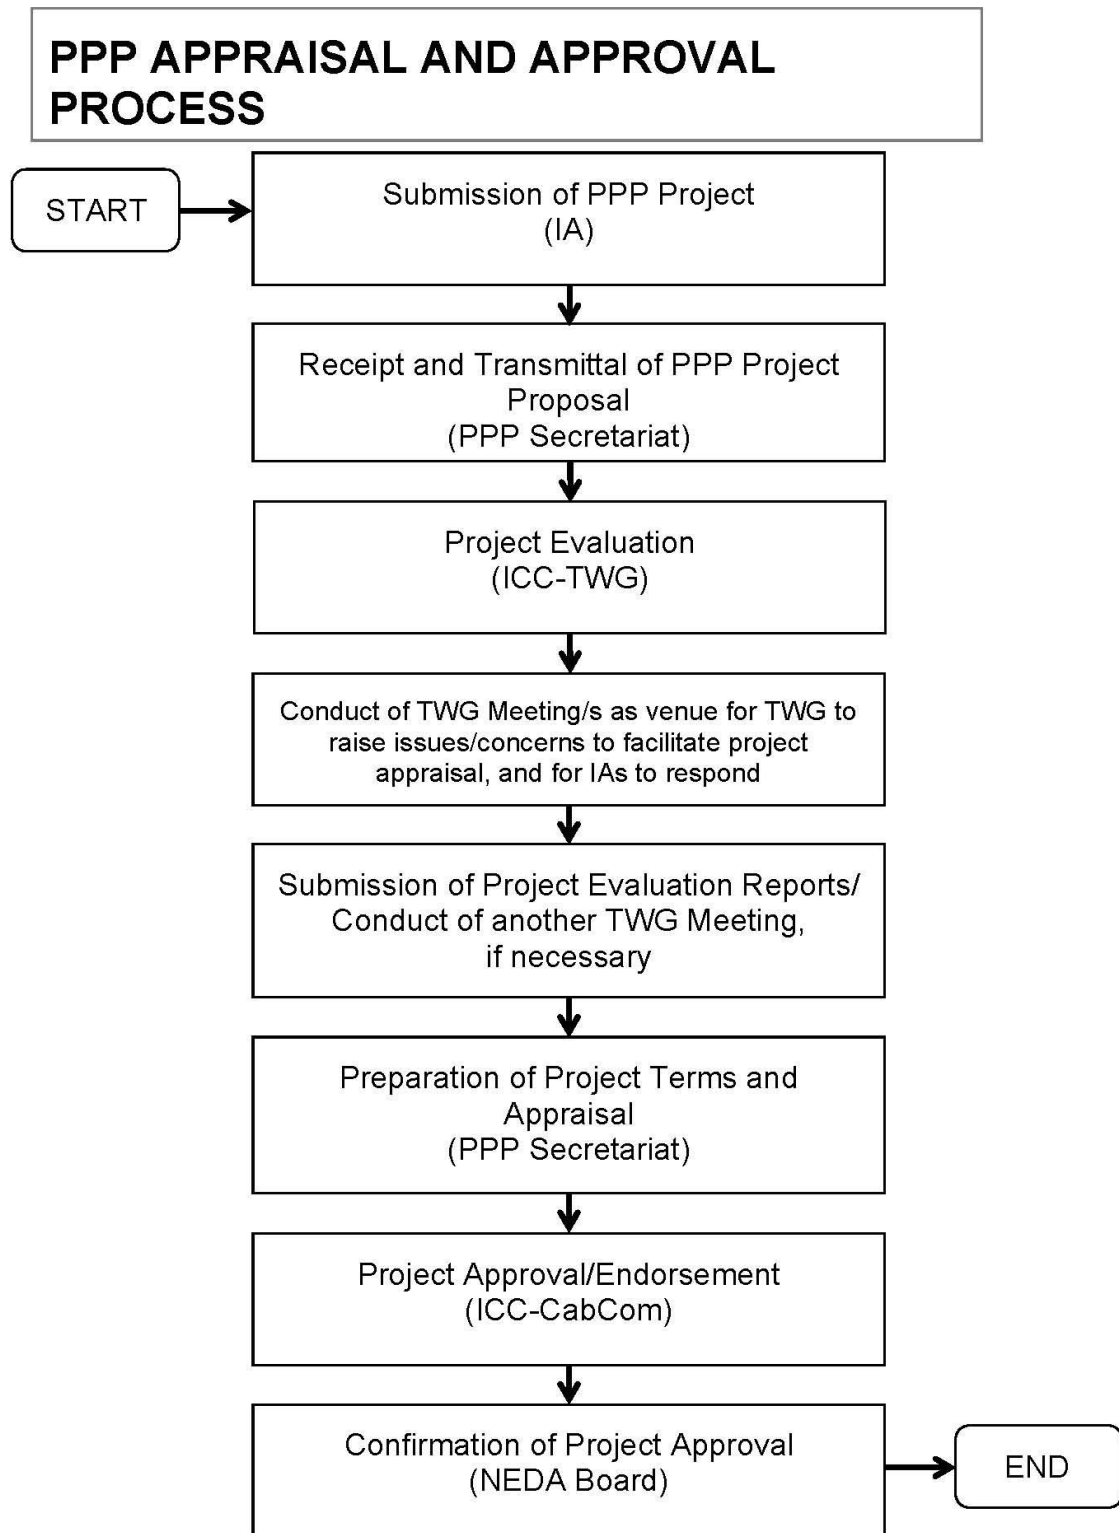 PPP APPRAISAL AND APPROVAL
PROCESS
START
Submission of PPP Project
(IA)
Receipt and Transmittal of PPP Project
Proposal
(PPP Secretariat)
Project Evaluation
(ICC-TWG)
Conduct of TWG Meeting/s as venue for TWG to
raise issues/concerns to facilitate project
appraisal, and for IAs to respond
Submission of Project Evaluation Reports/
Conduct of another TWG Meeting,
if necessary
Preparation of Project Terms and
Appraisal
(PPP Secretariat)
Project Approval/Endorsement
(ICC-CabCom)
Confirmation of Project Approval
(NEDA Board)
END